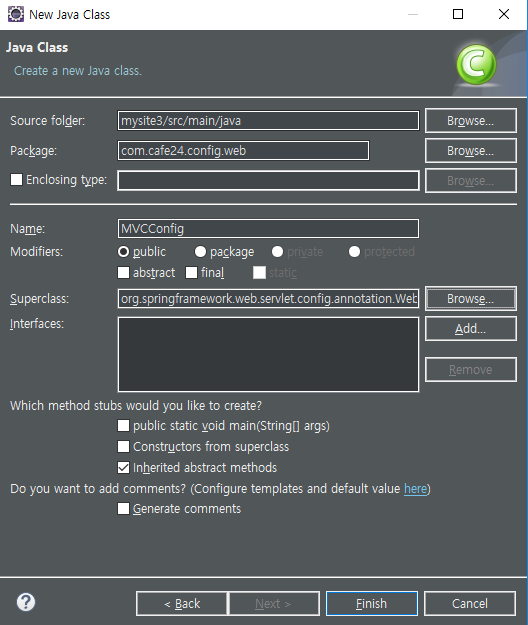 New Java Class
Java Class
Create a new Java class.
Source folder: mysite3/src/main/java Browse...
Package: com.cafe24.config.web Browse...
Enclosing type: Browse...
Name: MVCConfig
Modifiers: public package private protected
abstract final static
Superclass: org.springframework.web.servlet.config.annotation.Web Browse...
Interfaces: Add...
Remove
Which method stubs would you like to create?
public static void main(String[] args)
Constructors from superclass
Inherited abstract methods
Do you want to add comments? (Configure templates and default value here)
Generate comments
? < Back Next > Finish Cancel